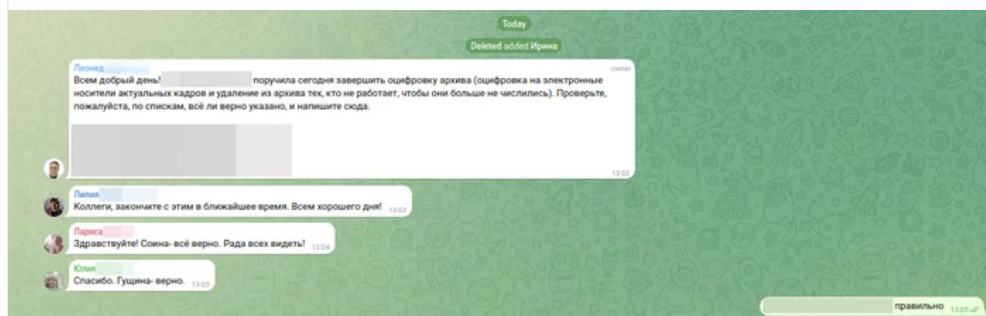 Today
Deleted added Ирина
Леонид
owner
Всем добрый день! поручила сегодня завершить оцифровку архива (оцифровка на электронные
носители актуальных кадров и удаление из архива тех, кто не работает, чтобы они больше не числились). Проверьте,
пожалуйста, по спискам, всё ли верно указано, и напишите сюда.
13:03
Лилия
Коллеги, закончите с этим в ближайшее время. Всем хорошего дня! 13:03
Лариса
Здравствуйте! Соина- всё верно. Рада всех видеть! 13:04
Юлия
Спасибо. Гущина- верно. 13:05
правильно 13:05